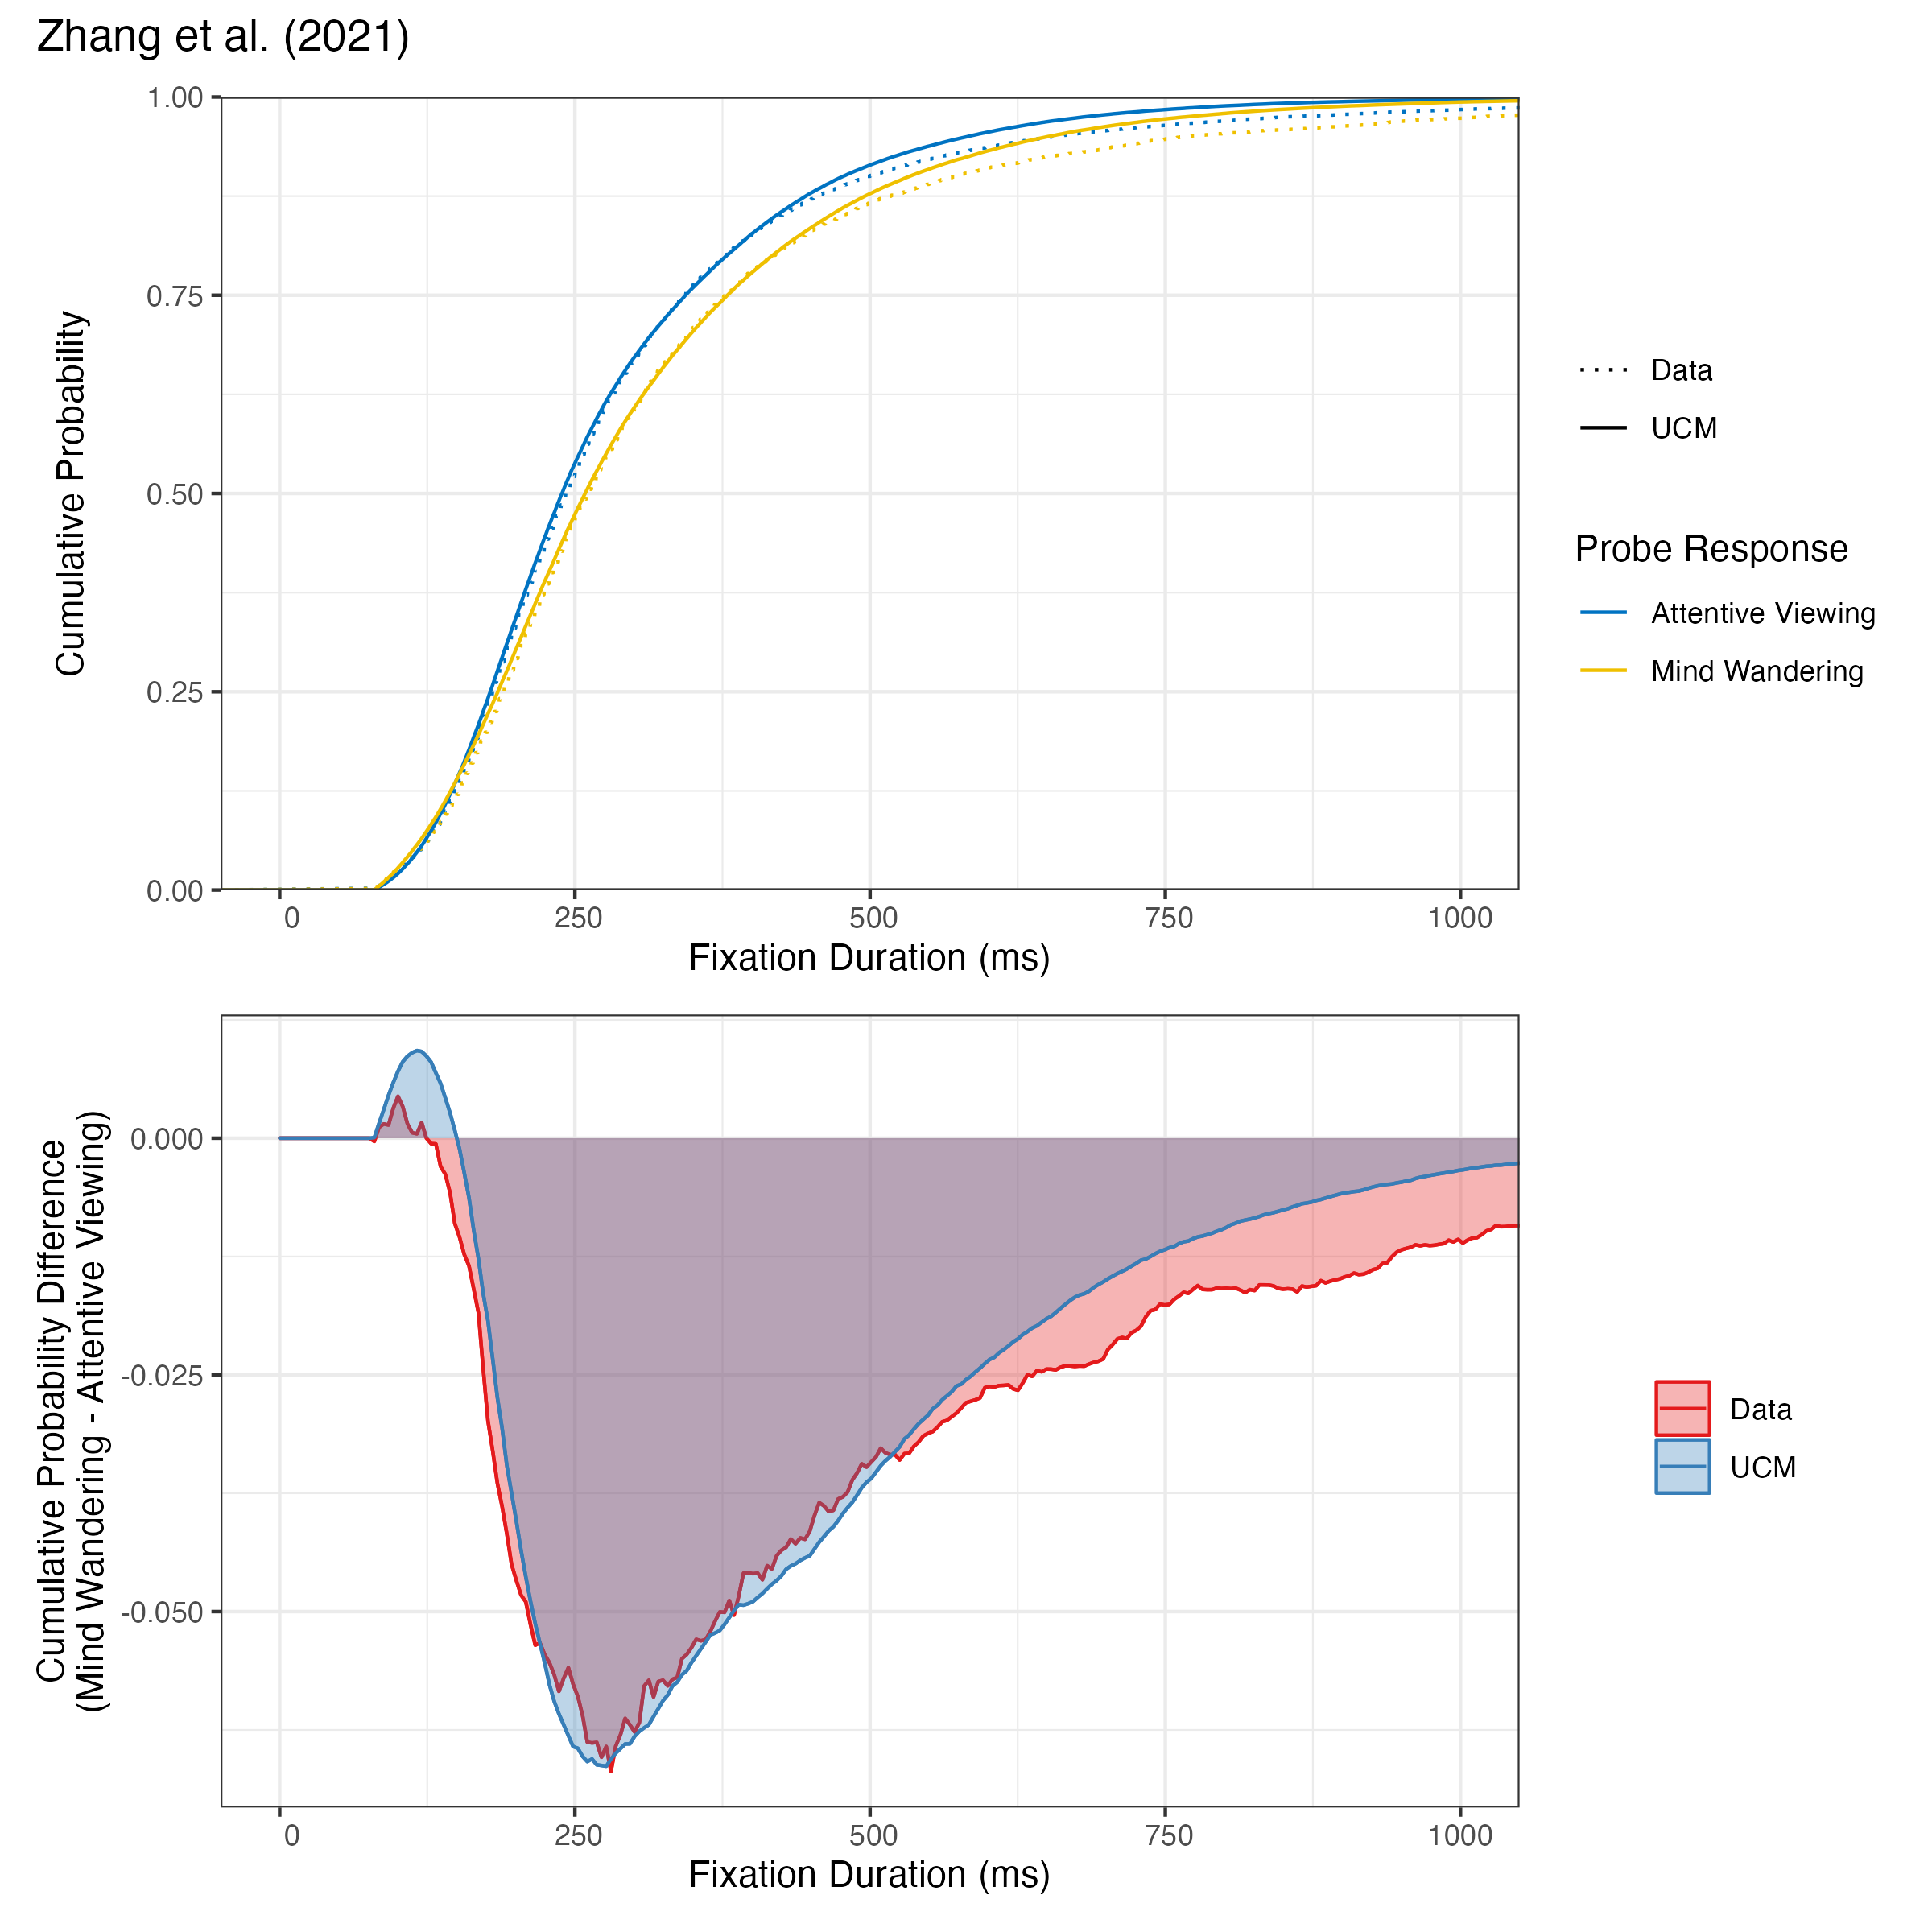 Zhang et al. (2021)
1.00
0.75
0.50
0.25
0.00
Cumulative Probability
0 250 500 750 1000
Fixation Duration (ms)
Data
UCM
Probe Response
Attentive Viewing
Mind Wandering
0.000
-0.025
-0.050
Cumulative Probability Difference
(Mind Wandering - Attentive Viewing)
0 250 500 750 1000
Fixation Duration (ms)
Data
UCM